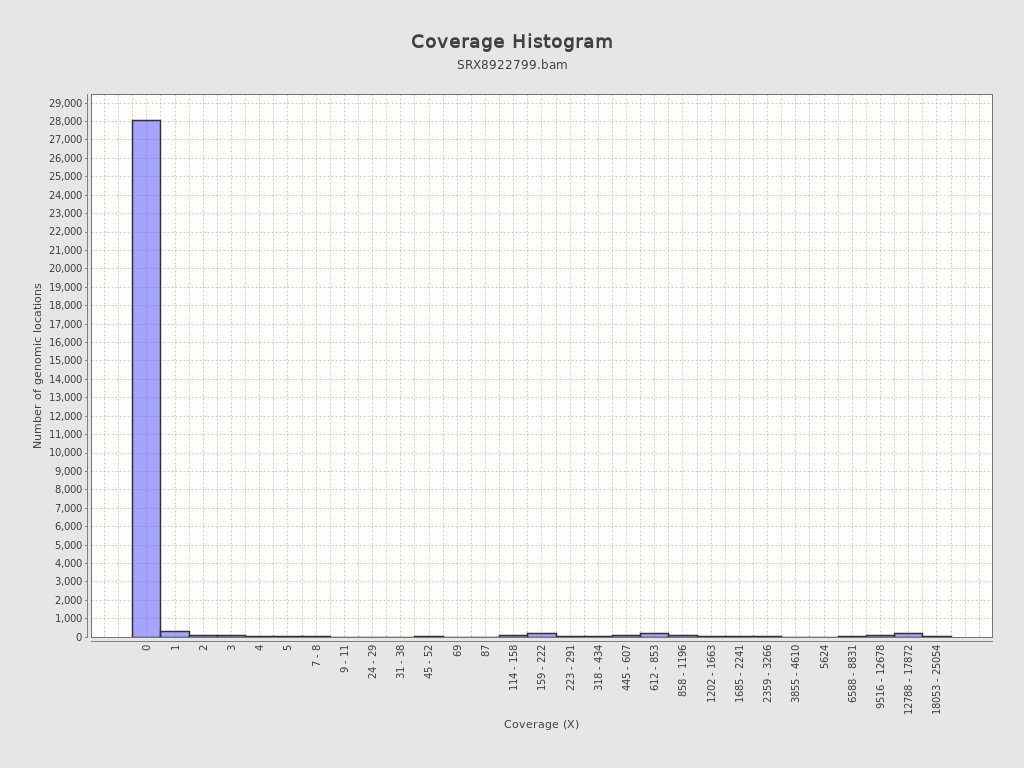 Coverage Histogram
SRX8922799.bam
Number of genomic locations
29,000
28,000
27,000
26,000
25,000
24,000
23,000
22,000
21,000
20,000
19,000
18,000
17,000
16,000
15,000
14,000
13,000
12,000
11,000
10,000
9,000
8,000
7,000
6,000
5,000
4,000
3,000
2,000
1,000
0
0
1
2
3
4
5
7 - 8
9 - 11
24 - 29
31 - 38
45 - 52
69
87
114 - 158
159 - 222
223 - 291
318 - 434
445 - 607
612 - 853
858 - 1196
1202 - 1663
1685 - 2241
2359 - 3266
3855 - 4610
5624
6588 - 8831
9516 - 12678
12788 - 17872
18053 - 25054
Coverage (X)